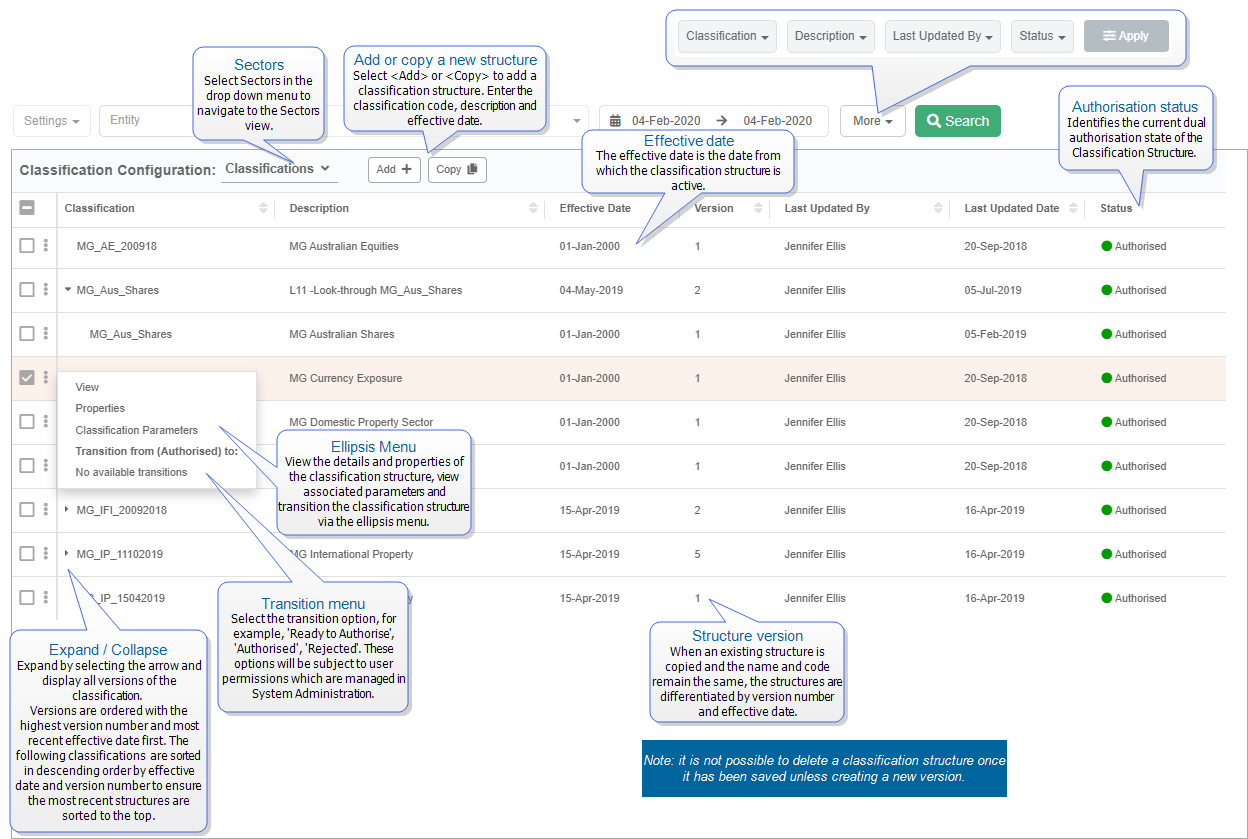 Classification
Description
Last Updated By
Status
Apply
Sectors
Select Sectors in the
drop down menu to
navigate to the Sectors
view.
Add or copy a new structure
Select <Add> or <Copy> to add a
classification structure. Enter the
classification code, description and
effective date.
Settings
Entity
04-Feb-2020 → 04-Feb-2020
More
Search
Authorisation status
Identifies the current dual
authorisation state of the
Classification Structure.
Effective date
The effective date is the date from
which the classification structure is
active.
Classification Configuration: Classifications
Add +
Copy
Classification Description Effective Date Version Last Updated By Last Updated Date Status
MG_AE_200918 MG Australian Equities 01-Jan-2000 1 Jennifer Ellis 20-Sep-2018 Authorised
MG_Aus_Shares L11 -Look-through MG_Aus_Shares 04-May-2019 2 Jennifer Ellis 05-Jul-2019 Authorised
MG_Aus_Shares MG Australian Shares 01-Jan-2000 1 Jennifer Ellis 05-Feb-2019 Authorised
MG Currency Exposure 01-Jan-2000 1 Jennifer Ellis 20-Sep-2018 Authorised
MG Domestic Property Sector 01-Jan-2000 1 Jennifer Ellis 20-Sep-2018 Authorised
01-Jan-2000 1 Jennifer Ellis 20-Sep-2018 Authorised
MG_IFI_20092018 15-Apr-2019 2 Jennifer Ellis 16-Apr-2019 Authorised
MG_IP_11102019 MG International Property 15-Apr-2019 5 Jennifer Ellis 16-Apr-2019 Authorised
_IP_15042019 15-Apr-2019 1 Jennifer Ellis 16-Apr-2019 Authorised
View
Properties
Classification Parameters
Transition from (Authorised) to:
No available transitions
Ellipsis Menu
View the details and properties of
the classification structure, view
associated parameters and
transition the classification structure
via the ellipsis menu.
Transition menu
Select the transition option, for
example, 'Ready to Authorise',
'Authorised', 'Rejected'. These
options will be subject to user
permissions which are managed in
System Administration.
Expand / Collapse
Expand by selecting the arrow and
display all versions of the
classification.
Versions are ordered with the
highest version number and most
recent effective date first. The
following classifications are sorted
in descending order by effective
date and version number to ensure
the most recent structures are
sorted to the top.
Structure version
When an existing structure is
copied and the name and code
remain the same, the structures are
differentiated by version number
and effective date.
Note: it is not possible to delete a classification structure once
it has been saved unless creating a new version.